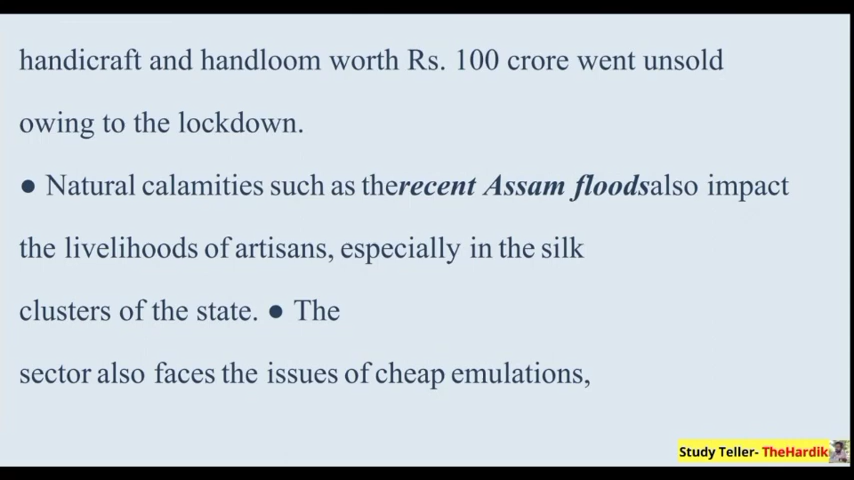 handicraft and handloom worth Rs. 100 crore went unsold
owing to the lockdown.
● Natural calamities such as therecent Assam floodsalso impact
the livelihoods of artisans, especially in the silk
clusters of the state. ● The
sector also faces the issues of cheap emulations,
Study Teller- TheHardik